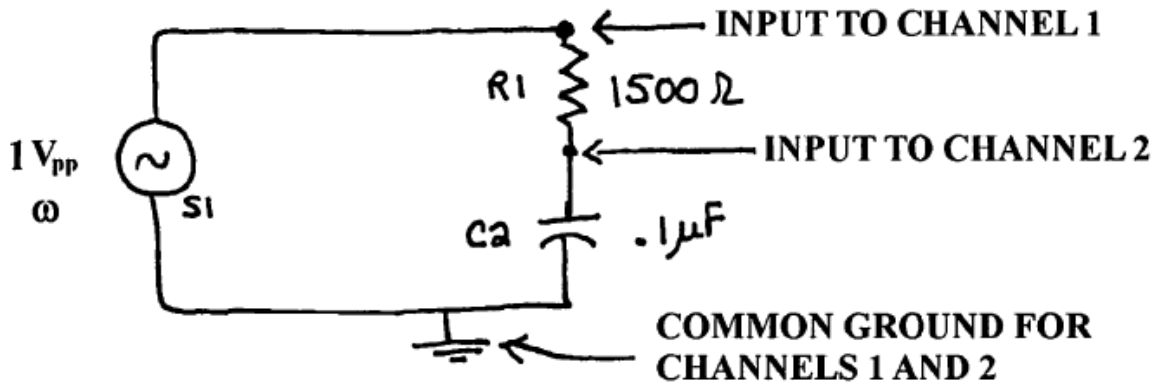 INPUT TO CHANNEL 1
R1 1500 Ω
1 Vpp
ω
S1
INPUT TO CHANNEL 2
C2 .1μF
COMMON GROUND FOR
CHANNELS 1 AND 2